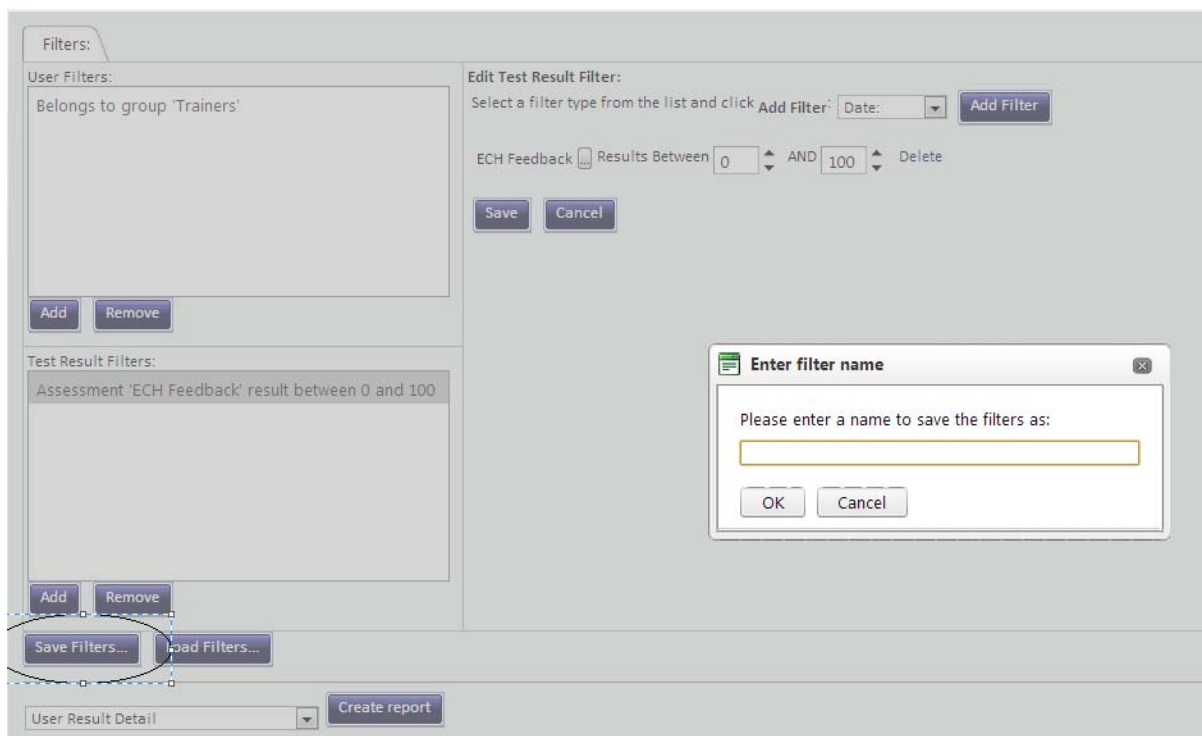 Filters:
User Filters:
Belongs to group 'Trainers'
Add Remove
Test Result Filters:
Assessment 'ECH Feedback' result between 0 and 100
Add Remove
Save Filters... Load Filters...
User Result Detail Create report
Edit Test Result Filter:
Select a filter type from the list and click Add Filter: Date: Add Filter
ECH Feedback ... Results Between 0 AND 100 Delete
Save Cancel
Enter filter name
Please enter a name to save the filters as:
OK Cancel